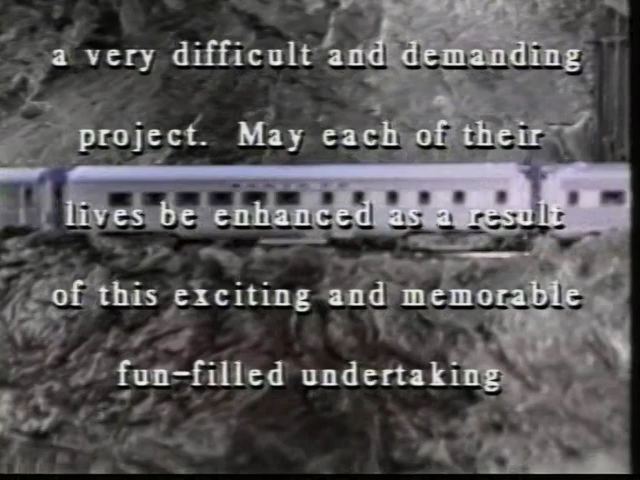 a very difficult and demanding
project. May each of their
lives be enhanced as a result
of this exciting and memorable
fun-filled undertaking